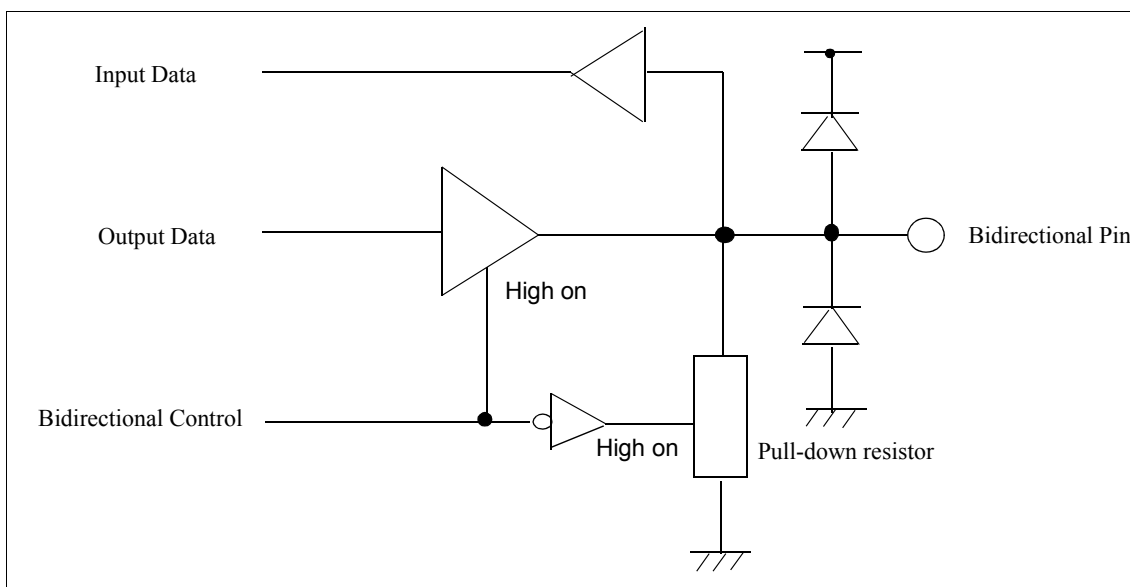 Input Data
Output Data
Bidirectional Pin
High on
Bidirectional Control
High on
Pull-down resistor